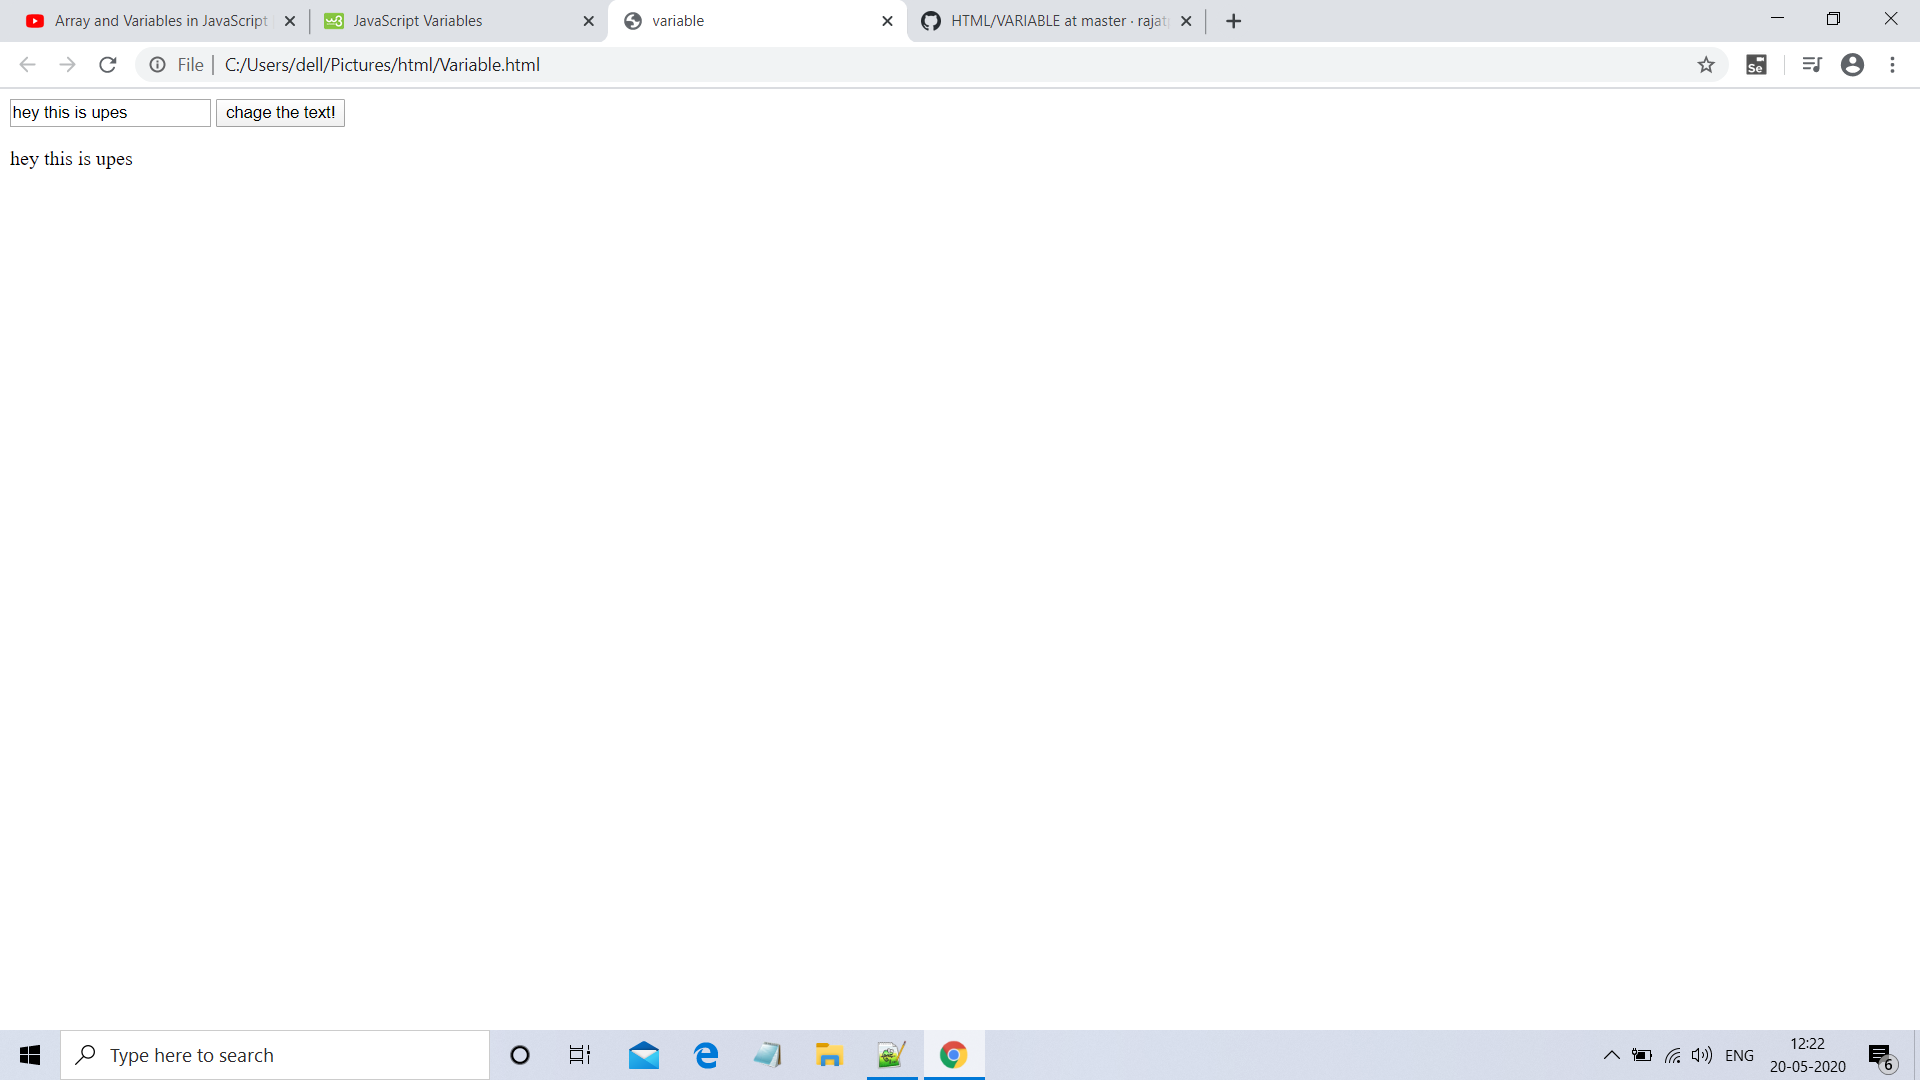 Array and Variables in JavaScript
JavaScript Variables
variable
HTML/VARIABLE at master · rajat
File
C:/Users/dell/Pictures/html/Variable.html
Se
hey this is upes
chage the text!
hey this is upes
Type here to search
ENG
12:22
20-05-2020
6